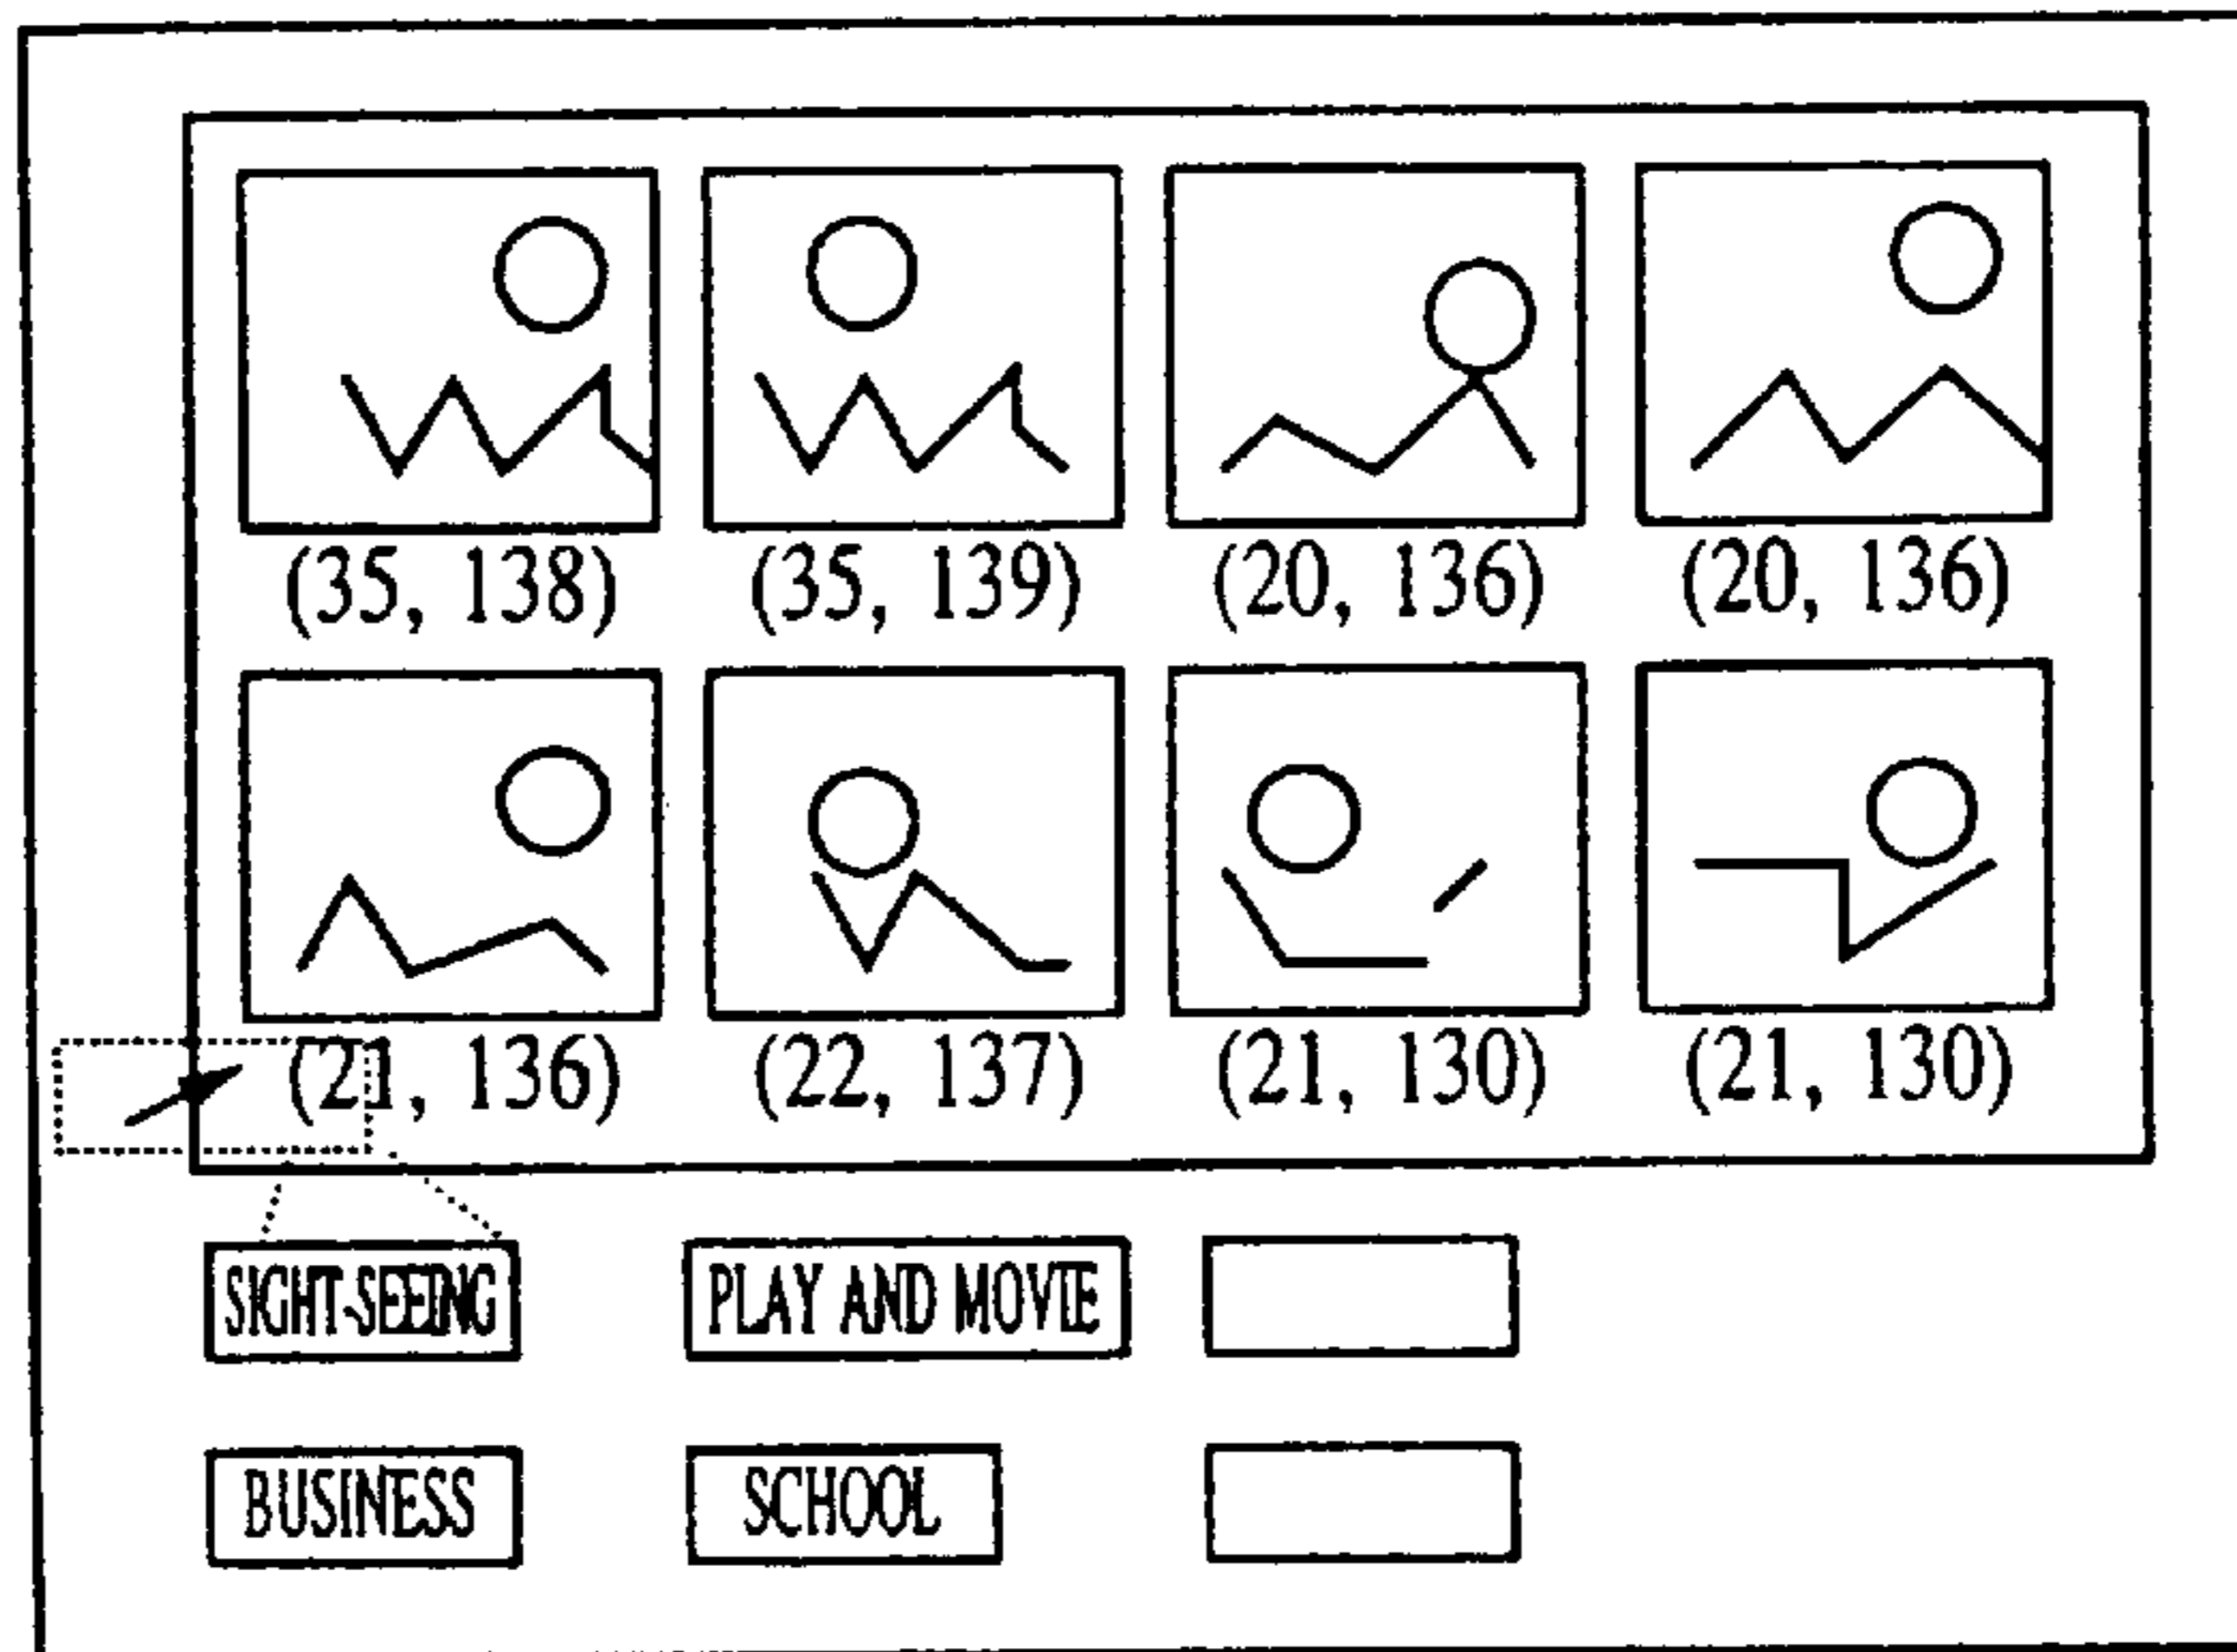 (35, 138) (35, 139) (20, 136) (20, 136)
(21, 136) (22, 137) (21, 130) (21, 130)
SIGHT-SEEING PLAY AND MOVIE
BUSINESS SCHOOL